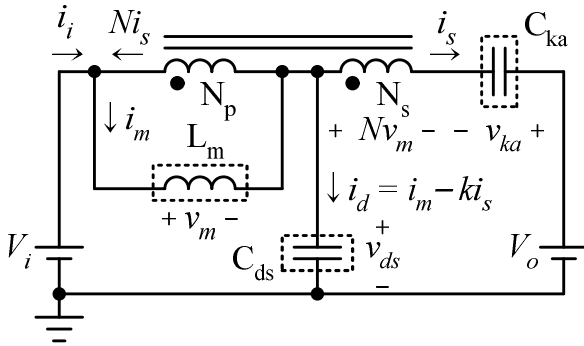 i_i Ni_s i_s C_ka
N_p N_s
↓ i_m L_m + Nv_m − − v_ka +
+ v_m − ↓ i_d = i_m − ki_s
V_i C_ds + v_ds − V_o